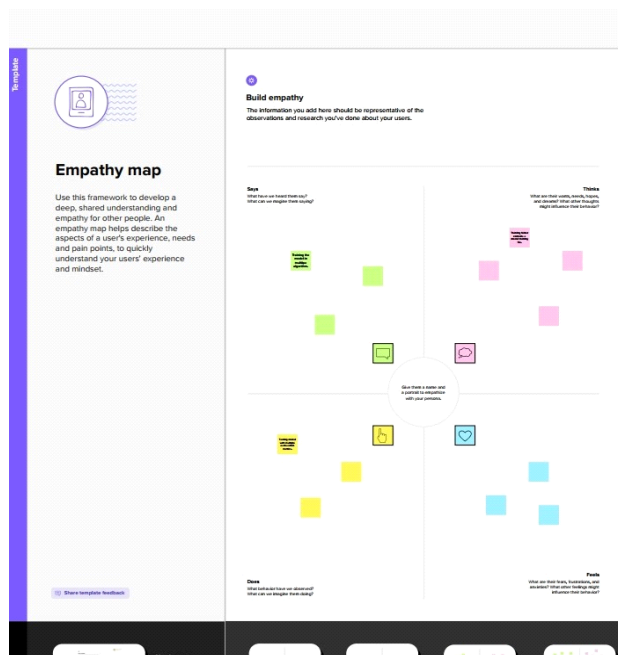 Template
Empathy map
Use this framework to develop a
deep, shared understanding and
empathy for other people. An
empathy map helps describe the
aspects of a user's experience, needs
and pain points, to quickly
understand your users' experience
and mindset.
Share template feedback
Build empathy
The information you add here should be representative of the
observations and research you've done about your users.
Says
What have we heard them say?
What can we imagine them saying?
Thinks
What are their wants, needs, hopes,
and dreams? What other thoughts
might influence their behavior?
Training the
model in
multiple
algorithms
Give them a name and
a portrait to empathize
with your persona.
Does
What behavior have we observed?
What can we imagine them doing?
Feels
What are their fears, frustrations, and
anxieties? What other feelings might
influence their behavior?